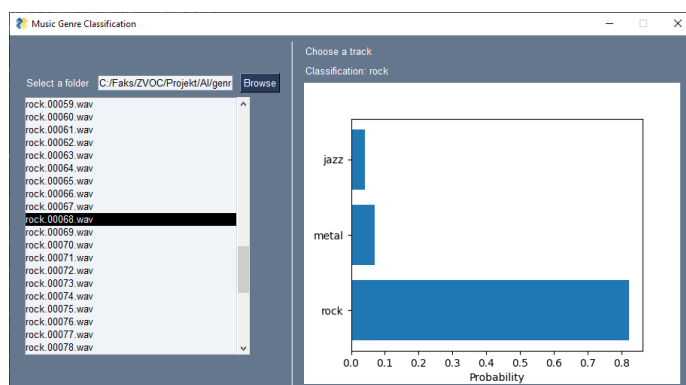 Music Genre Classification
Select a folder C:/Faks/ZVOC/Projekt/AI/genr Browse
rock.00059.wav
rock.00060.wav
rock.00061.wav
rock.00062.wav
rock.00063.wav
rock.00064.wav
rock.00065.wav
rock.00066.wav
rock.00067.wav
rock.00068.wav
rock.00069.wav
rock.00070.wav
rock.00071.wav
rock.00072.wav
rock.00073.wav
rock.00074.wav
rock.00075.wav
rock.00076.wav
rock.00077.wav
rock.00078.wav
Choose a track
Classification: rock
jazz
metal
rock
0.0 0.1 0.2 0.3 0.4 0.5 0.6 0.7 0.8
Probability